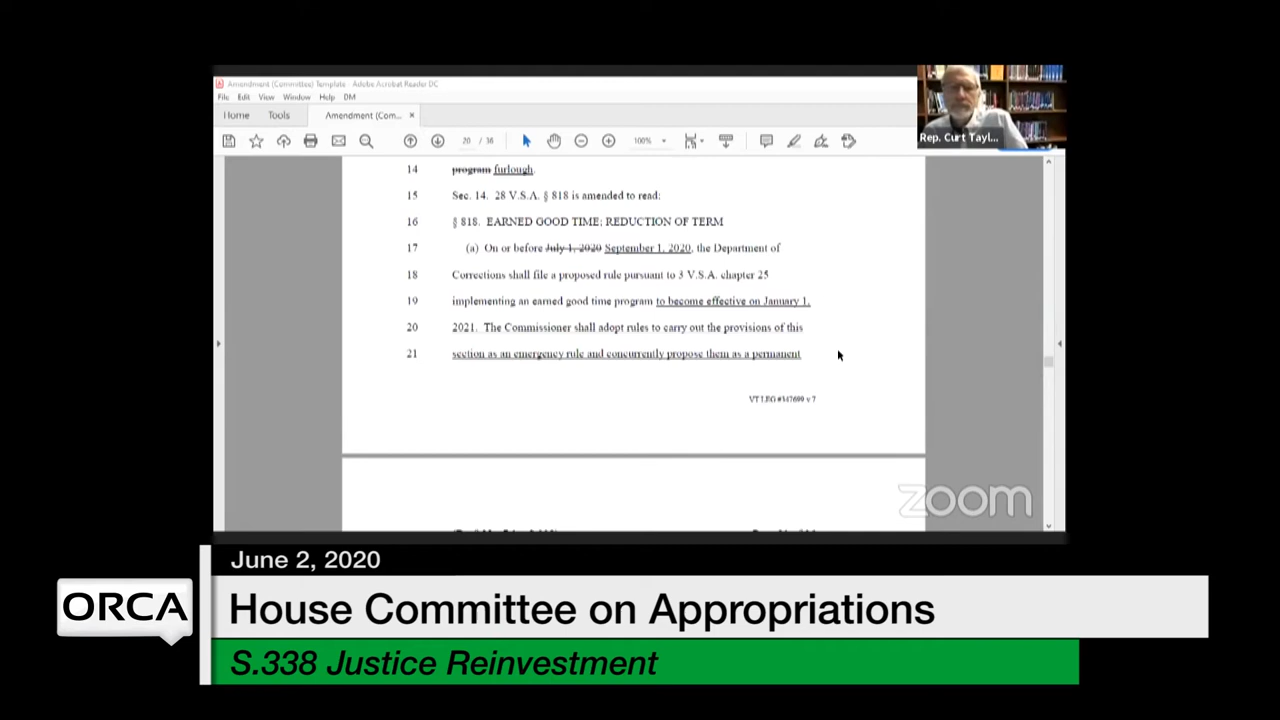 Amendment (Committee) Template - Adobe Acrobat Reader DC
File Edit View Window Help DM
Home Tools Amendment (Com... ×
20 / 36 100%
Rep. Curt Tayl...
14 program furlough.
15 Sec. 14. 28 V.S.A. § 818 is amended to read:
16 § 818. EARNED GOOD TIME; REDUCTION OF TERM
17 (a) On or before July 1, 2020 September 1, 2020, the Department of
18 Corrections shall file a proposed rule pursuant to 3 V.S.A. chapter 25
19 implementing an earned good time program to become effective on January 1,
20 2021. The Commissioner shall adopt rules to carry out the provisions of this
21 section as an emergency rule and concurrently propose them as a permanent
VT LEG #347699 v.7
zoom
June 2, 2020
ORCA
House Committee on Appropriations
S.338 Justice Reinvestment